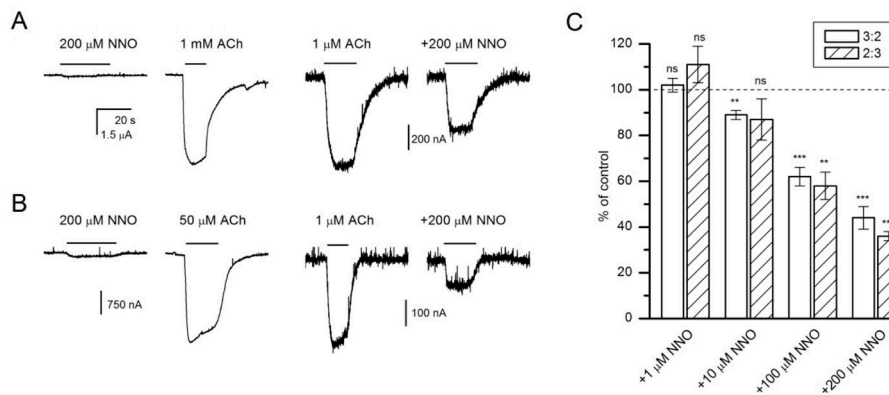 A
200 μM NNO
1 mM ACh
1 μM ACh
+200 μM NNO
20 s
1.5 μA
200 nA
B
200 μM NNO
50 μM ACh
1 μM ACh
+200 μM NNO
750 nA
100 nA
C
3:2
2:3
% of control
120
100
80
60
40
20
0
ns
ns
**
ns
***
**
***
**
+1 μM NNO
+10 μM NNO
+100 μM NNO
+200 μM NNO